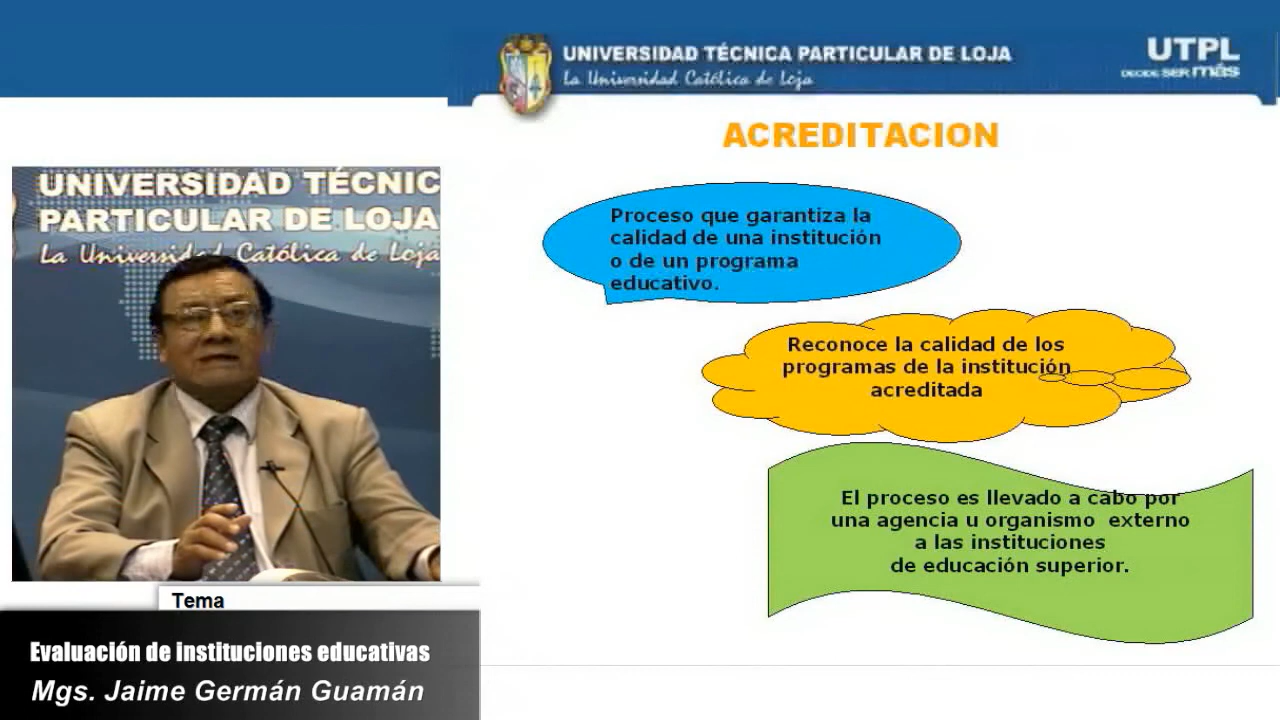 UNIVERSIDAD TÉCNICA PARTICULAR DE LOJA
La Universidad Católica de Loja
UTPL
DECIDE SER más
ACREDITACION
Proceso que garantiza la
calidad de una institución
o de un programa
educativo.
Reconoce la calidad de los
programas de la institución
acreditada
El proceso es llevado a cabo por
una agencia u organismo externo
a las instituciones
de educación superior.
UNIVERSIDAD TÉCNIC
PARTICULAR DE LOJA
La Universidad Católica de Loja
Tema
Evaluación de instituciones educativas
Mgs. Jaime Germán Guamán